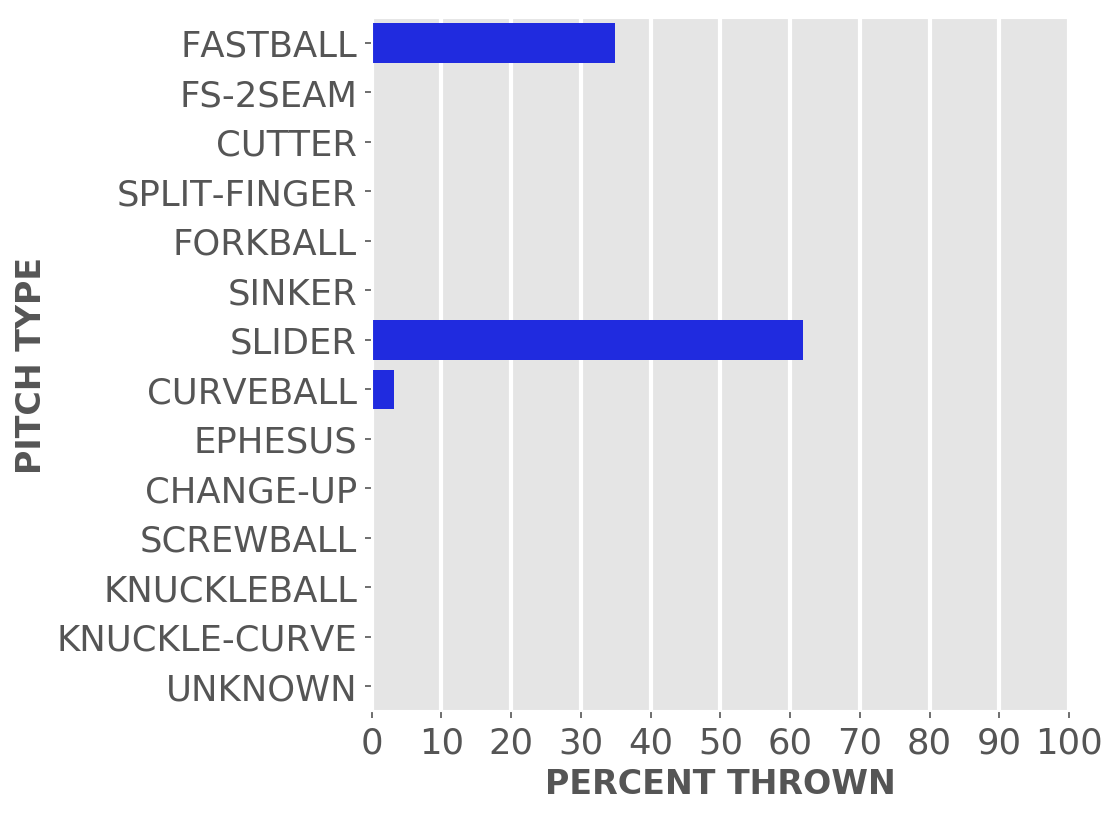 FASTBALL
FS-2SEAM
CUTTER
SPLIT-FINGER
FORKBALL
SINKER
SLIDER
CURVEBALL
EPHESUS
CHANGE-UP
SCREWBALL
KNUCKLEBALL
KNUCKLE-CURVE
UNKNOWN
PITCH TYPE
0 10 20 30 40 50 60 70 80 90 100
PERCENT THROWN